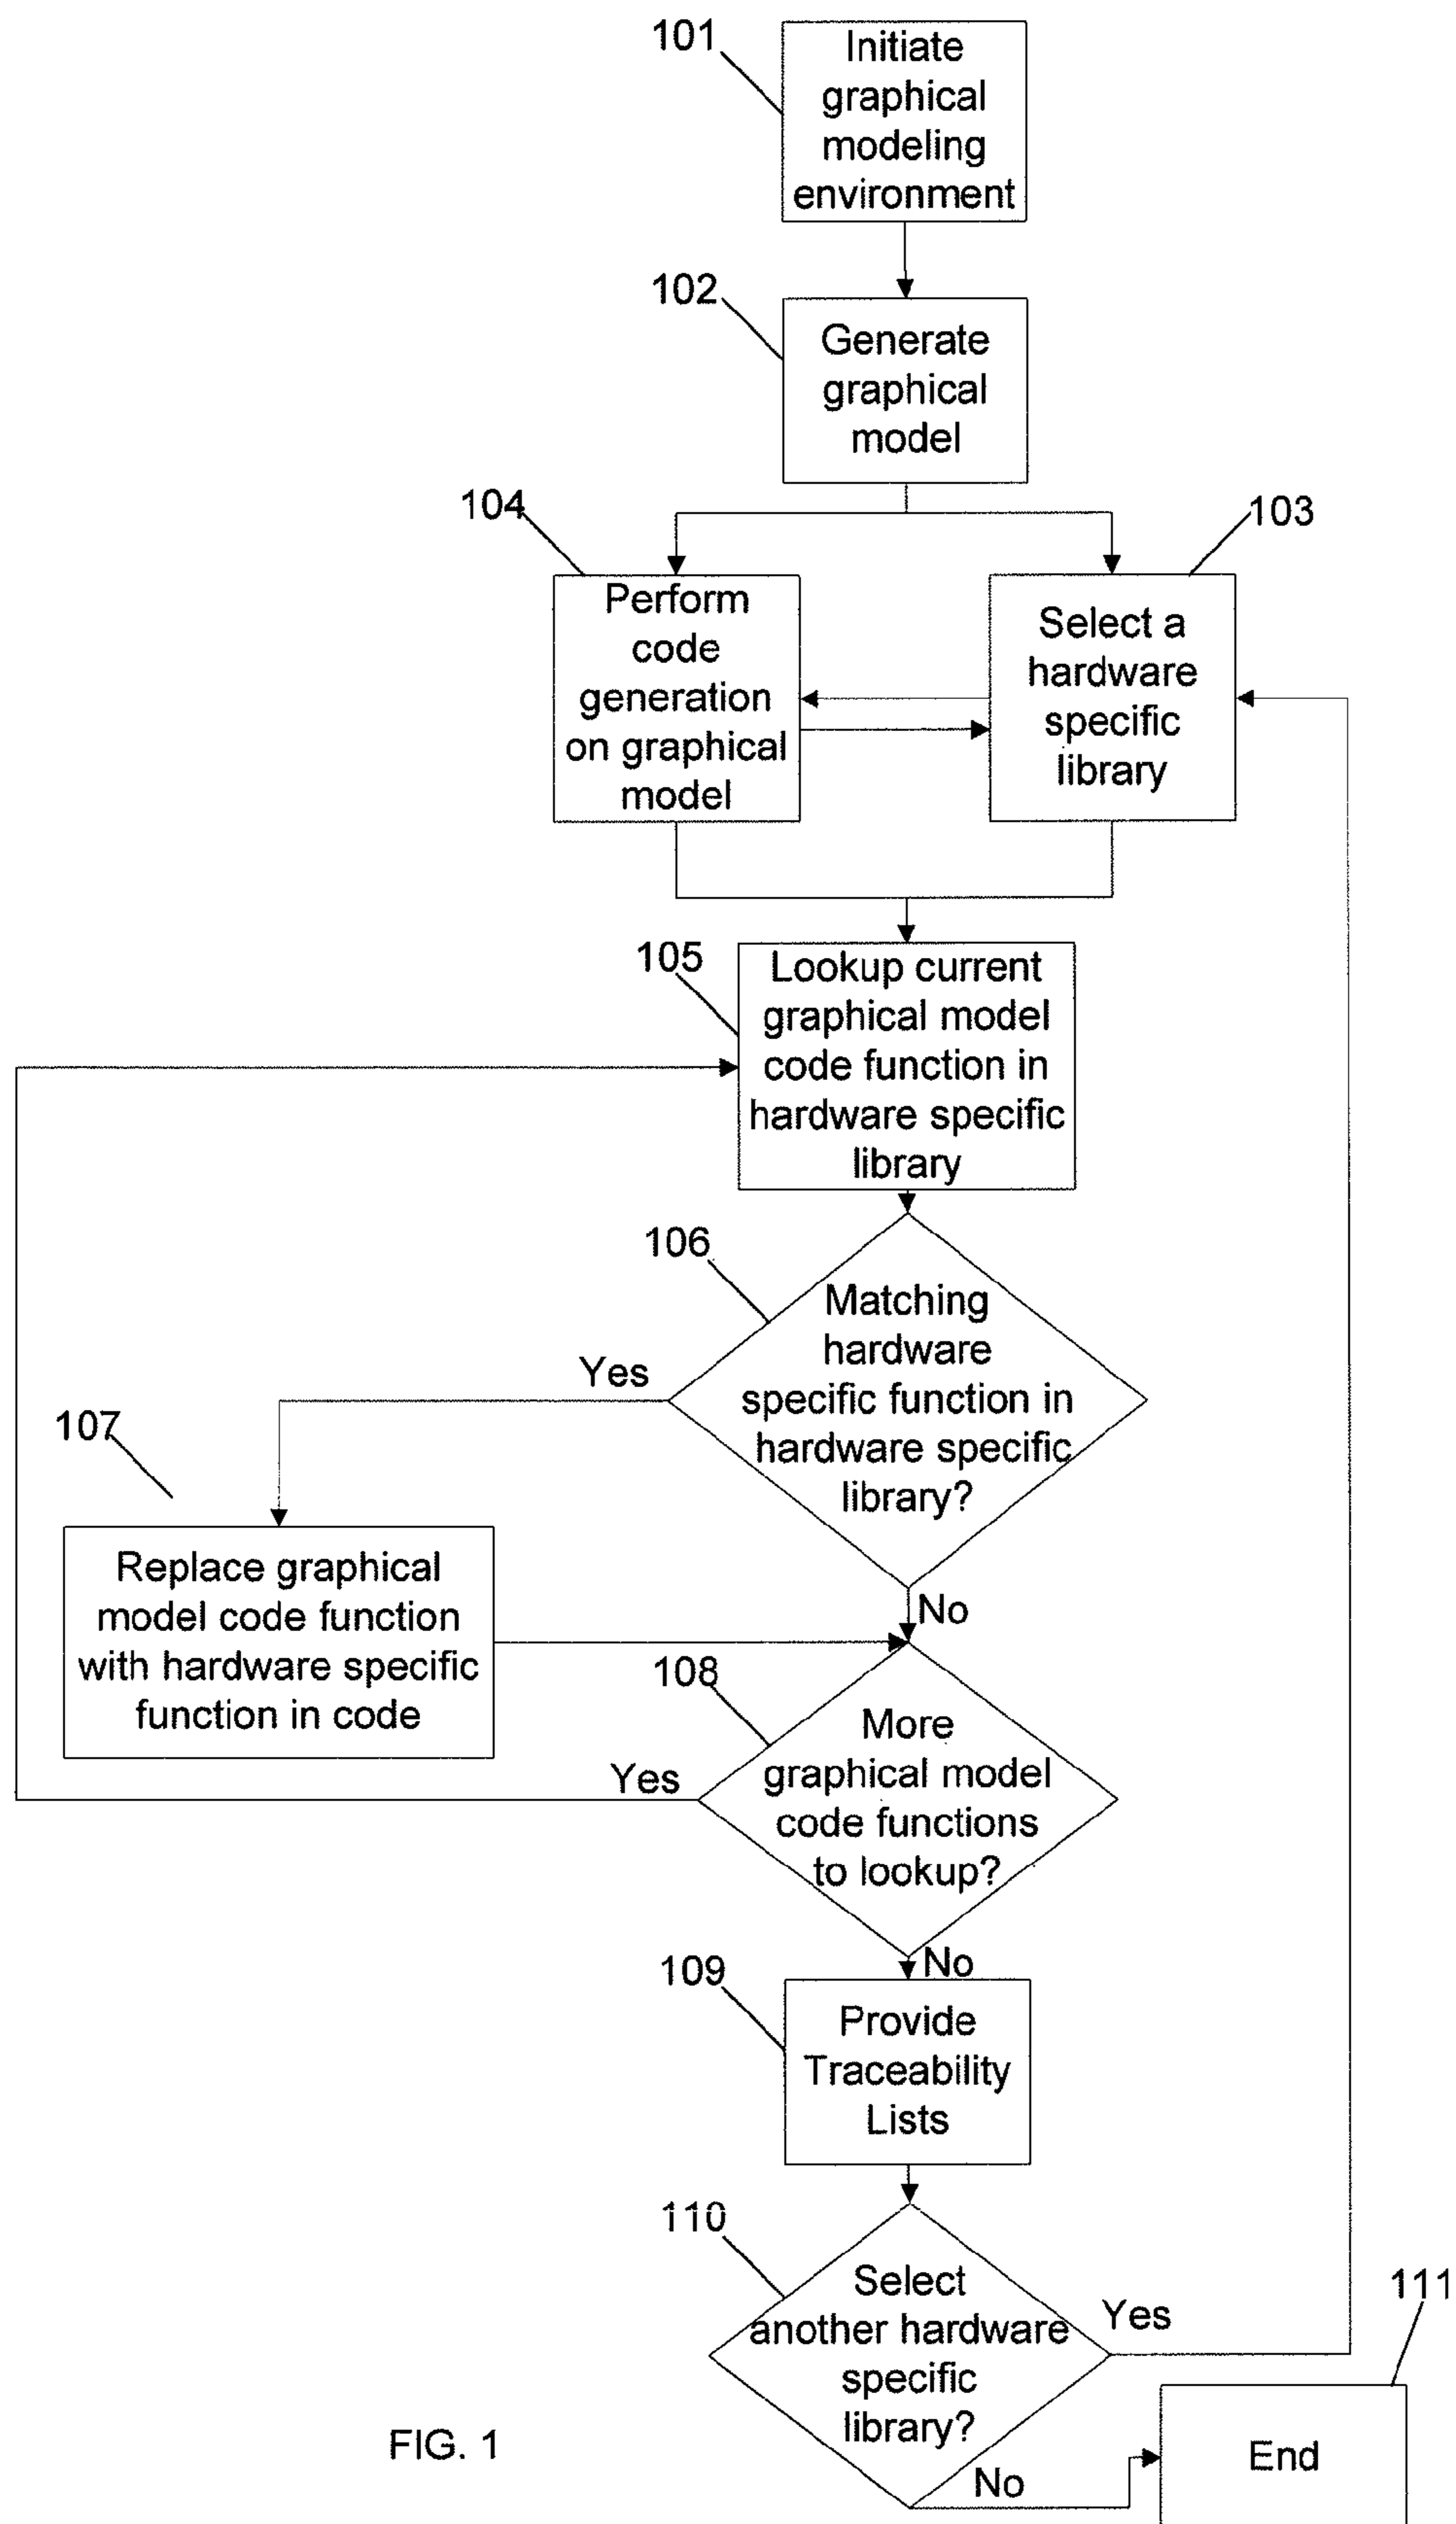 101
Initiate
graphical
modeling
environment
102
Generate
graphical
model
104
103
Perform
code
generation
on graphical
model
Select a
hardware
specific
library
105
Lookup current
graphical model
code function in
hardware specific
library
106
Matching
hardware
specific function in
hardware specific
library?
Yes
107
Replace graphical
model code function
with hardware specific
function in code
No
108
More
graphical model
code functions
to lookup?
Yes
No
109
Provide
Traceability
Lists
110
Select
another hardware
specific
library?
Yes
111
No
End
FIG. 1